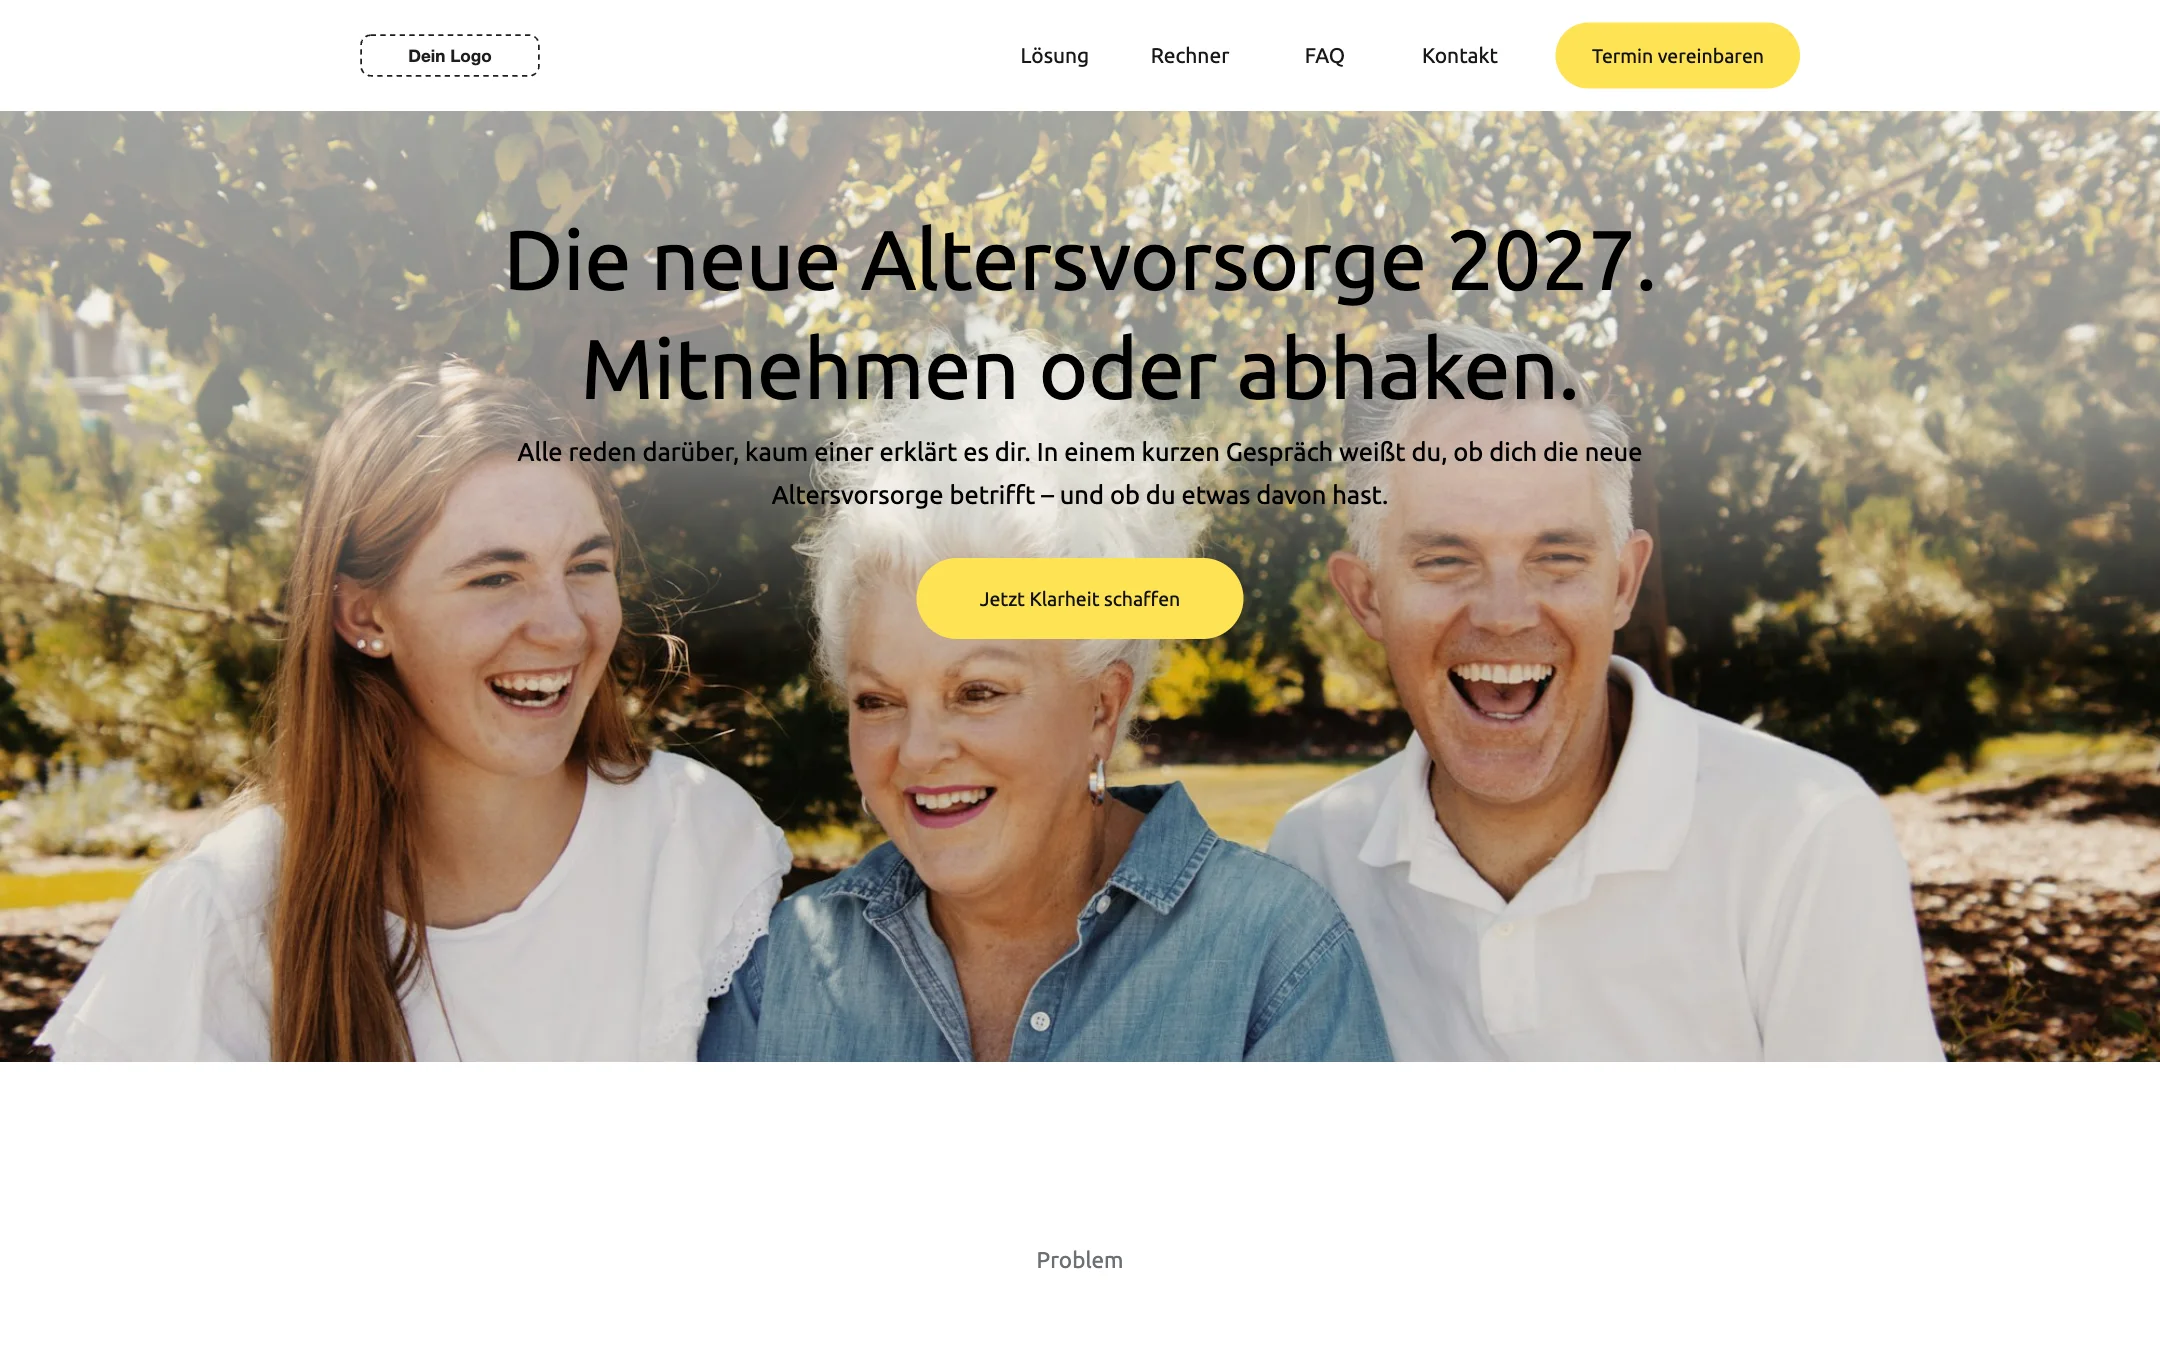 Dein Logo
Lösung
Rechner
FAQ
Kontakt
Termin vereinbaren
Die neue Altersvorsorge 2027.
Mitnehmen oder abhaken.
Alle reden darüber, kaum einer erklärt es dir. In einem kurzen Gespräch weißt du, ob dich die neue
Altersvorsorge betrifft – und ob du etwas davon hast.
Jetzt Klarheit schaffen
Problem